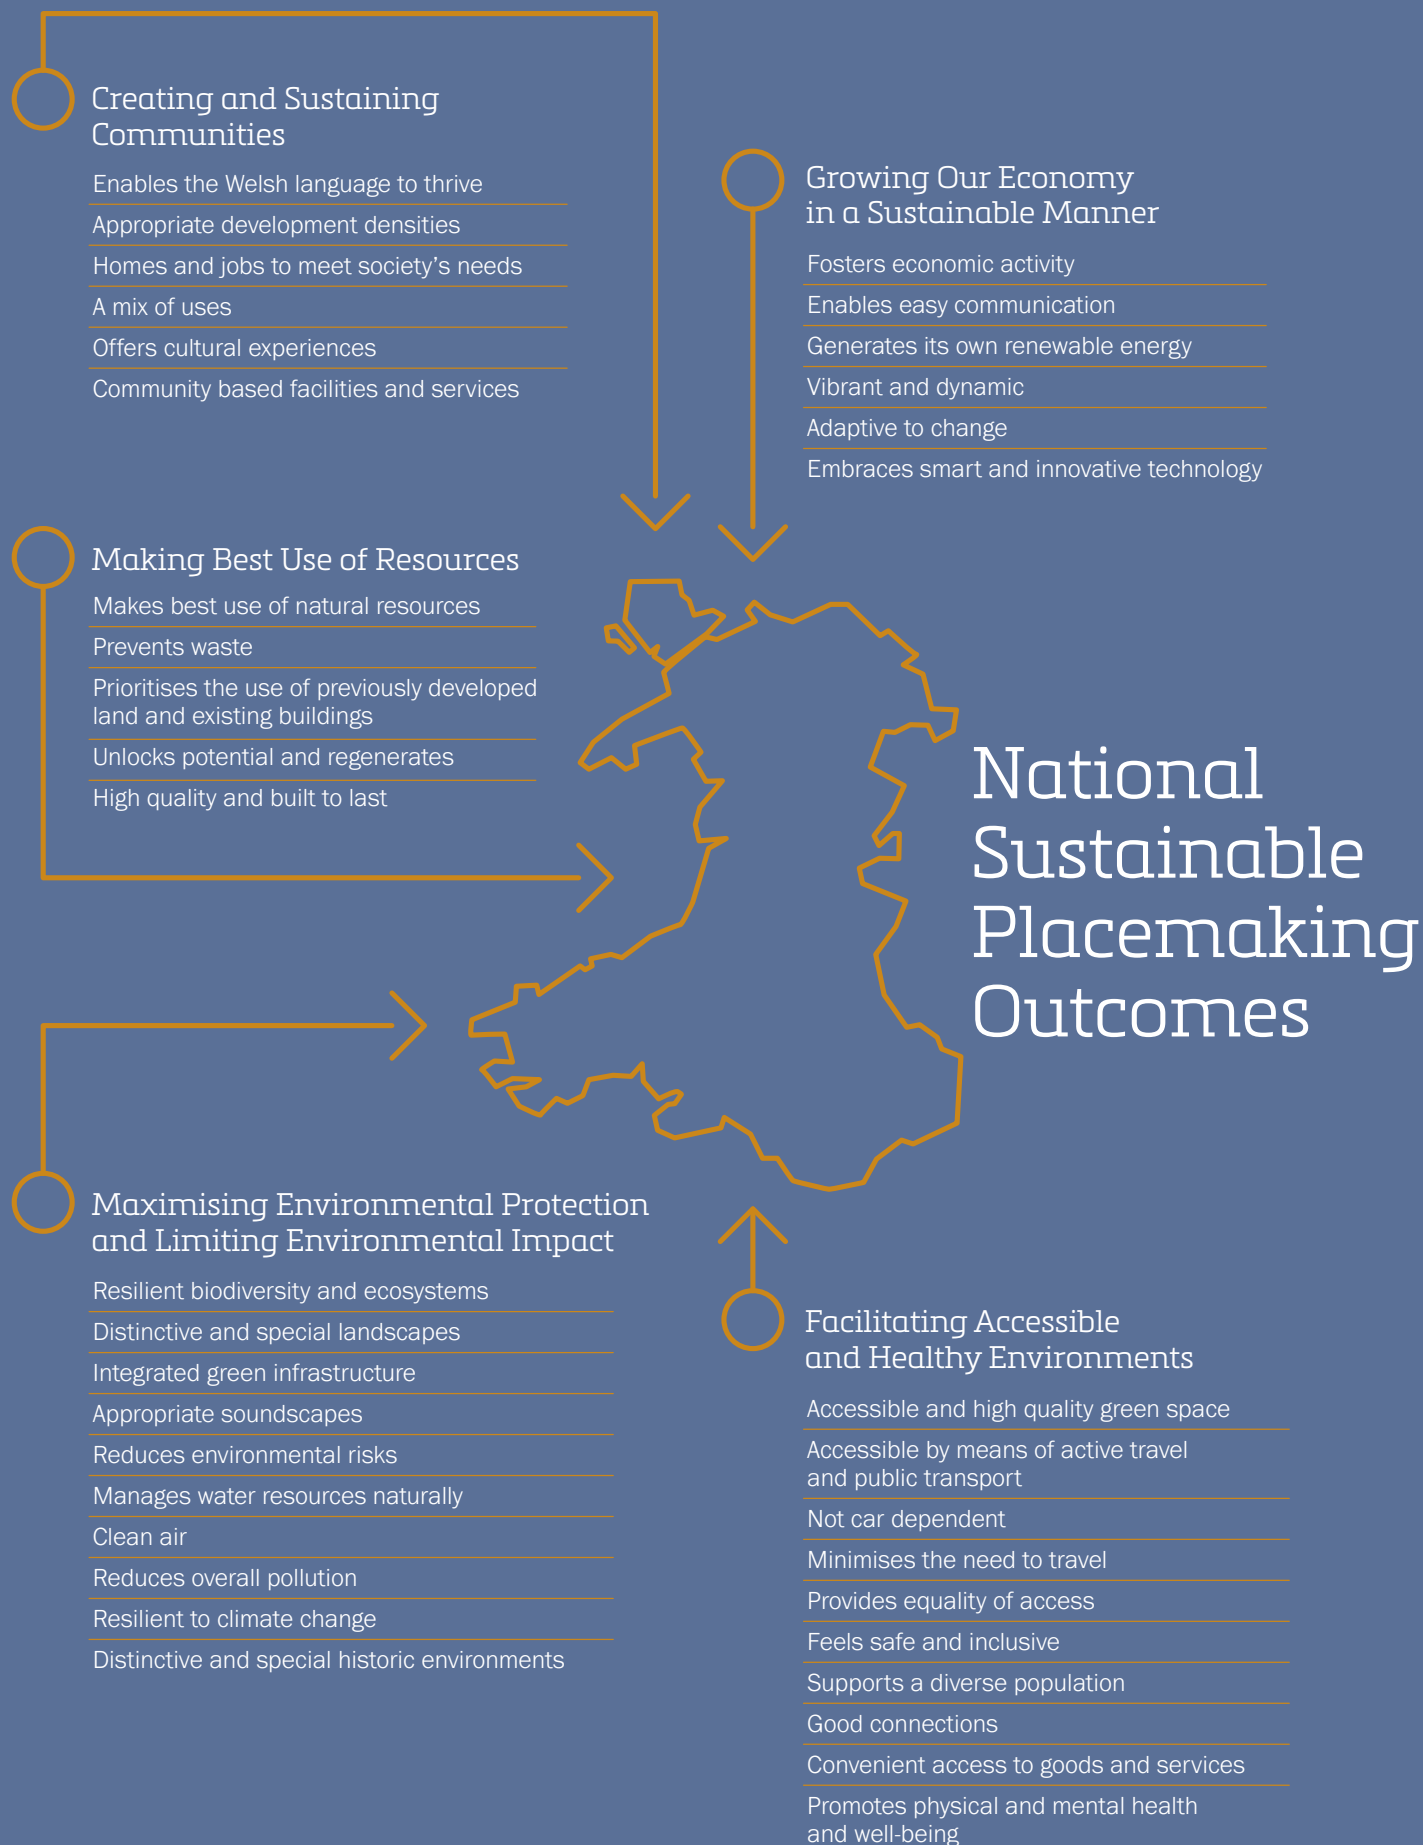 Creating and Sustaining
Communities
Enables the Welsh language to thrive
Appropriate development densities
Homes and jobs to meet society's needs
A mix of uses
Offers cultural experiences
Community based facilities and services
Growing Our Economy
in a Sustainable Manner
Fosters economic activity
Enables easy communication
Generates its own renewable energy
Vibrant and dynamic
Adaptive to change
Embraces smart and innovative technology
Making Best Use of Resources
Makes best use of natural resources
Prevents waste
Prioritises the use of previously developed
land and existing buildings
Unlocks potential and regenerates
High quality and built to last
National
Sustainable
Placemaking
Outcomes
Maximising Environmental Protection
and Limiting Environmental Impact
Resilient biodiversity and ecosystems
Distinctive and special landscapes
Integrated green infrastructure
Appropriate soundscapes
Reduces environmental risks
Manages water resources naturally
Clean air
Reduces overall pollution
Resilient to climate change
Distinctive and special historic environments
Facilitating Accessible
and Healthy Environments
Accessible and high quality green space
Accessible by means of active travel
and public transport
Not car dependent
Minimises the need to travel
Provides equality of access
Feels safe and inclusive
Supports a diverse population
Good connections
Convenient access to goods and services
Promotes physical and mental health
and well-being